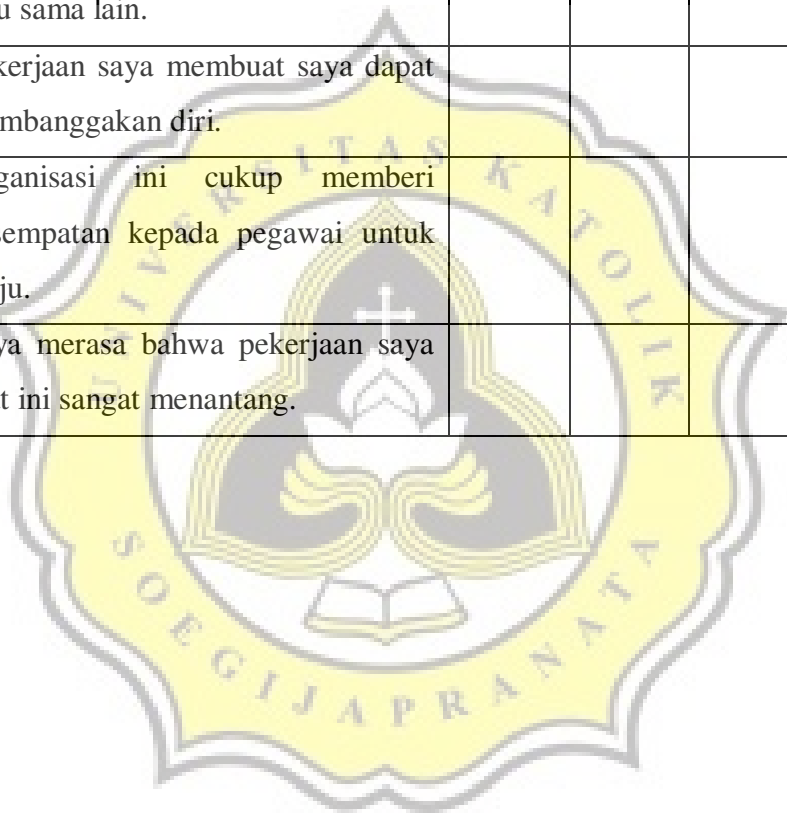 u sama lain.
kerjaan saya membuat saya dapat
mbanggakan diri.
ganisasi ini cukup memberi
sempatan kepada pegawai untuk
ju.
ya merasa bahwa pekerjaan saya
t ini sangat menantang.
UNIVERSITAS KATOLIK
SOEGIJAPRANATA